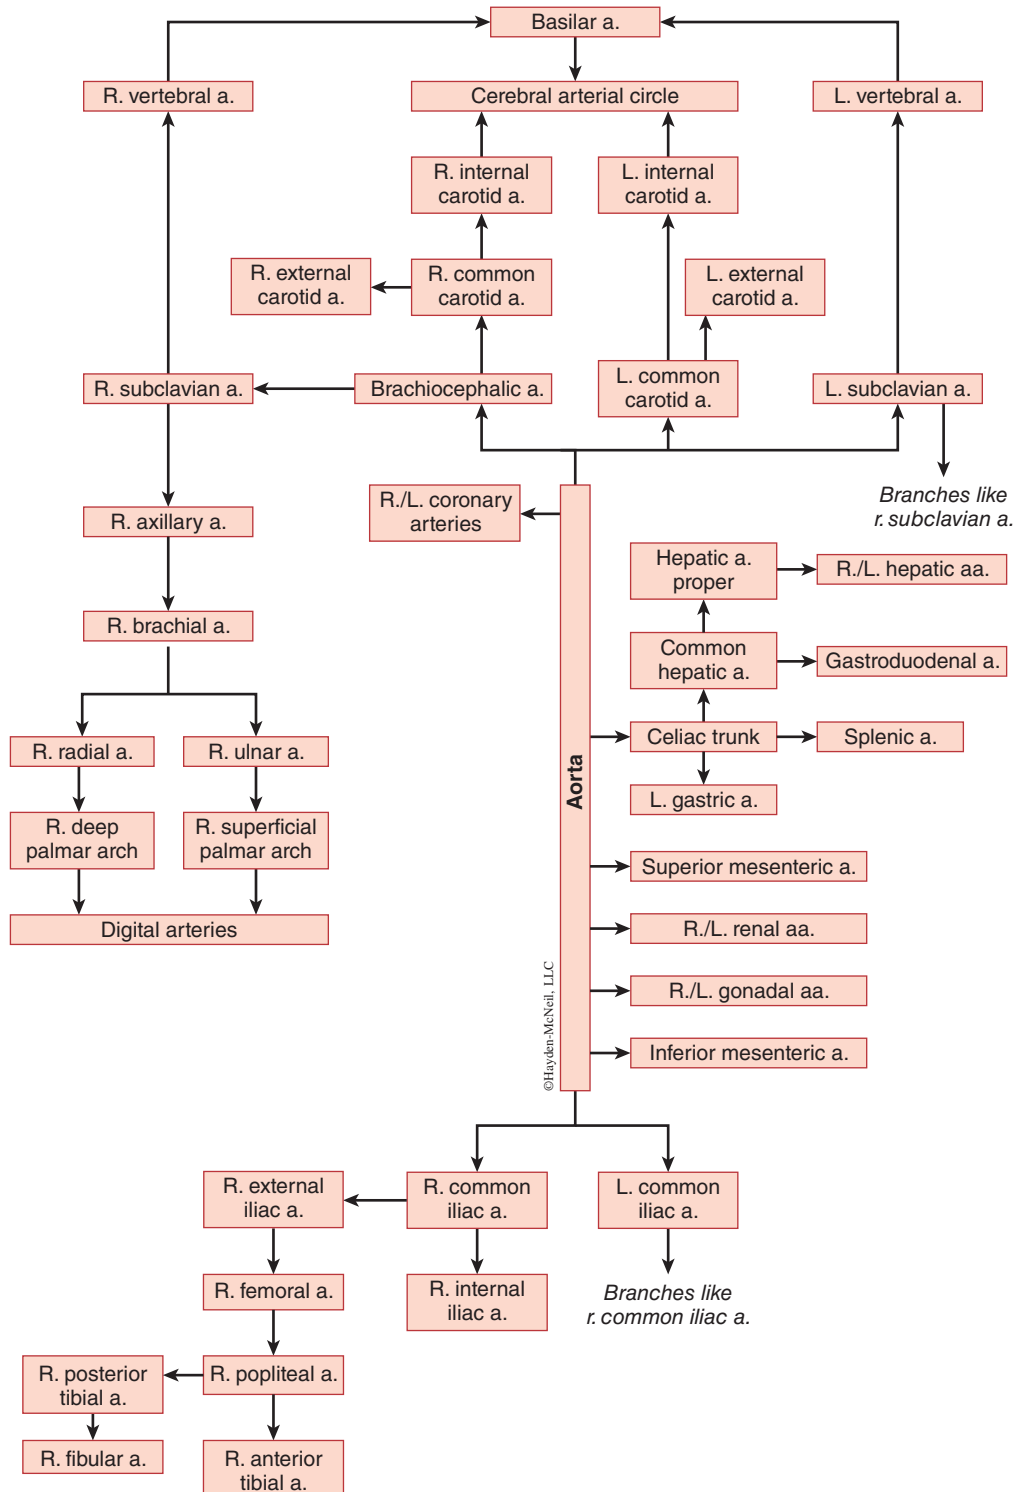 Basilar a.
R. vertebral a.
Cerebral arterial circle
L. vertebral a.
R. internal
carotid a.
L. internal
carotid a.
R. external
carotid a.
R. common
carotid a.
L. external
carotid a.
R. subclavian a.
Brachiocephalic a.
L. common
carotid a.
L. subclavian a.
Branches like
r. subclavian a.
R./L. coronary
arteries
R. axillary a.
Hepatic a.
proper
R./L. hepatic aa.
R. brachial a.
Common
hepatic a.
Gastroduodenal a.
R. radial a.
R. ulnar a.
Aorta
Celiac trunk
Splenic a.
L. gastric a.
R. deep
palmar arch
R. superficial
palmar arch
Superior mesenteric a.
Digital arteries
R./L. renal aa.
R./L. gonadal aa.
Inferior mesenteric a.
©Hayden-McNeil, LLC
R. external
iliac a.
R. common
iliac a.
L. common
iliac a.
R. femoral a.
R. internal
iliac a.
Branches like
r. common iliac a.
R. posterior
tibial a.
R. popliteal a.
R. fibular a.
R. anterior
tibial a.